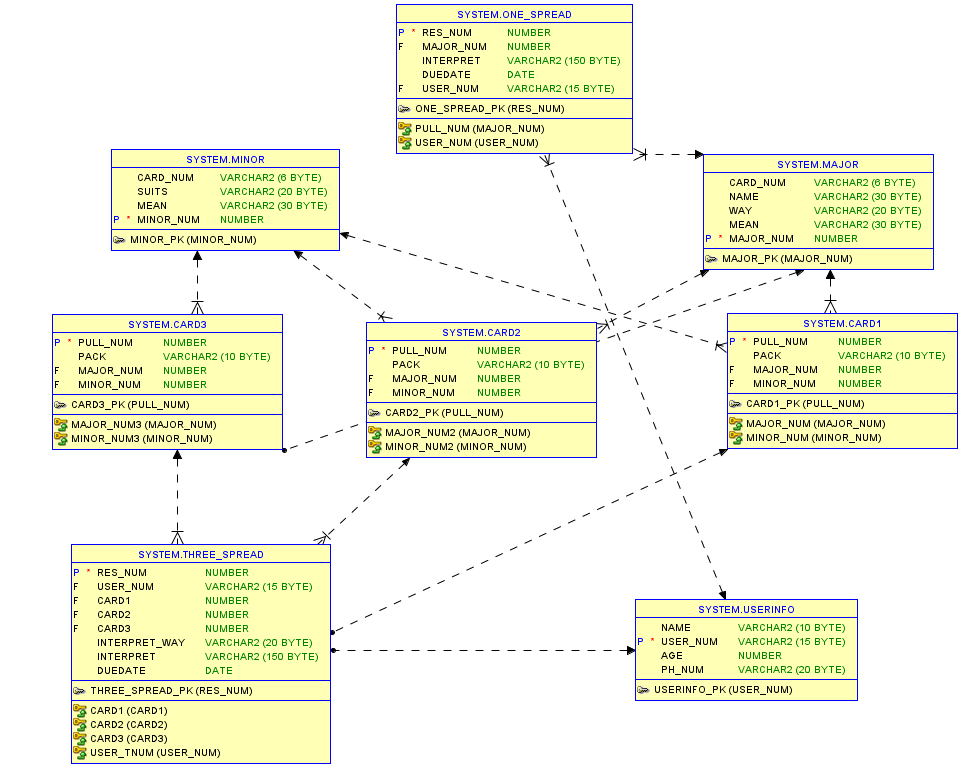 SYSTEM.ONE_SPREAD
P * RES_NUM NUMBER
F MAJOR_NUM NUMBER
INTERPRET VARCHAR2 (150 BYTE)
DUEDATE DATE
F USER_NUM VARCHAR2 (15 BYTE)
ONE_SPREAD_PK (RES_NUM)
PULL_NUM (MAJOR_NUM)
USER_NUM (USER_NUM)
SYSTEM.MINOR
CARD_NUM VARCHAR2 (6 BYTE)
SUITS VARCHAR2 (20 BYTE)
MEAN VARCHAR2 (30 BYTE)
P * MINOR_NUM NUMBER
MINOR_PK (MINOR_NUM)
SYSTEM.MAJOR
CARD_NUM VARCHAR2 (6 BYTE)
NAME VARCHAR2 (30 BYTE)
WAY VARCHAR2 (20 BYTE)
MEAN VARCHAR2 (30 BYTE)
P * MAJOR_NUM NUMBER
MAJOR_PK (MAJOR_NUM)
SYSTEM.CARD3
P * PULL_NUM NUMBER
PACK VARCHAR2 (10 BYTE)
F MAJOR_NUM NUMBER
F MINOR_NUM NUMBER
CARD3_PK (PULL_NUM)
MAJOR_NUM3 (MAJOR_NUM)
MINOR_NUM3 (MINOR_NUM)
SYSTEM.CARD2
P * PULL_NUM NUMBER
PACK VARCHAR2 (10 BYTE)
F MAJOR_NUM NUMBER
F MINOR_NUM NUMBER
CARD2_PK (PULL_NUM)
MAJOR_NUM2 (MAJOR_NUM)
MINOR_NUM2 (MINOR_NUM)
SYSTEM.CARD1
P * PULL_NUM NUMBER
PACK VARCHAR2 (10 BYTE)
F MAJOR_NUM NUMBER
F MINOR_NUM NUMBER
CARD1_PK (PULL_NUM)
MAJOR_NUM (MAJOR_NUM)
MINOR_NUM (MINOR_NUM)
SYSTEM.THREE_SPREAD
P * RES_NUM NUMBER
F USER_NUM VARCHAR2 (15 BYTE)
F CARD1 NUMBER
F CARD2 NUMBER
F CARD3 NUMBER
INTERPRET_WAY VARCHAR2 (20 BYTE)
INTERPRET VARCHAR2 (150 BYTE)
DUEDATE DATE
THREE_SPREAD_PK (RES_NUM)
CARD1 (CARD1)
CARD2 (CARD2)
CARD3 (CARD3)
USER_TNUM (USER_NUM)
SYSTEM.USERINFO
NAME VARCHAR2 (10 BYTE)
P * USER_NUM VARCHAR2 (15 BYTE)
AGE NUMBER
PH_NUM VARCHAR2 (20 BYTE)
USERINFO_PK (USER_NUM)